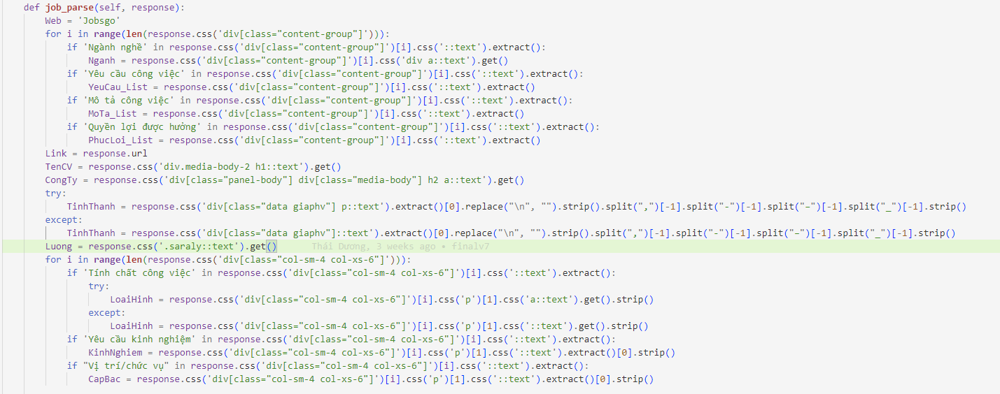 def job_parse(self, response):
    Web = 'Jobsgo'
    for i in range(len(response.css('div[class="content-group"]'))):
        if 'Ngành nghề' in response.css('div[class="content-group"]')[i].css('::text').extract():
            Nganh = response.css('div[class="content-group"]')[i].css('div a::text').get()
        if 'Yêu cầu công việc' in response.css('div[class="content-group"]')[i].css('::text').extract():
            YeuCau_List = response.css('div[class="content-group"]')[i].css('::text').extract()
        if 'Mô tả công việc' in response.css('div[class="content-group"]')[i].css('::text').extract():
            MoTa_List = response.css('div[class="content-group"]')[i].css('::text').extract()
        if 'Quyền lợi được hưởng' in response.css('div[class="content-group"]')[i].css('::text').extract():
            PhucLoi_List = response.css('div[class="content-group"]')[i].css('::text').extract()
    Link = response.url
    TenCV = response.css('div.media-body-2 h1::text').get()
    CongTy = response.css('div[class="panel-body"] div[class="media-body"] h2 a::text').get()
    try:
        TinhThanh = response.css('div[class="data giaphv"] p::text').extract()[0].replace("\n", "").strip().split(",")[-1].split("-")[-1].split("–")[-1].split("_")[-1].strip()
    except:
        TinhThanh = response.css('div[class="data giaphv"]::text').extract()[0].replace("\n", "").strip().split(",")[-1].split("-")[-1].split("–")[-1].split("_")[-1].strip()
    Luong = response.css('.saraly::text').get() Thái Dương, 3 weeks ago • finalv7
    for i in range(len(response.css('div[class="col-sm-4 col-xs-6"]'))):
        if 'Tính chất công việc' in response.css('div[class="col-sm-4 col-xs-6"]')[i].css('::text').extract():
            try:
                LoaiHinh = response.css('div[class="col-sm-4 col-xs-6"]')[i].css('p')[1].css('a::text').get().strip()
            except:
                LoaiHinh = response.css('div[class="col-sm-4 col-xs-6"]')[i].css('p')[1].css('::text').get().strip()
        if 'Yêu cầu kinh nghiệm' in response.css('div[class="col-sm-4 col-xs-6"]')[i].css('::text').extract():
            KinhNghiem = response.css('div[class="col-sm-4 col-xs-6"]')[i].css('p')[1].css('::text').extract()[0].strip()
        if "Vị trí/chức vụ" in response.css('div[class="col-sm-4 col-xs-6"]')[i].css('::text').extract():
            CapBac = response.css('div[class="col-sm-4 col-xs-6"]')[i].css('p')[1].css('::text').extract()[0].strip()